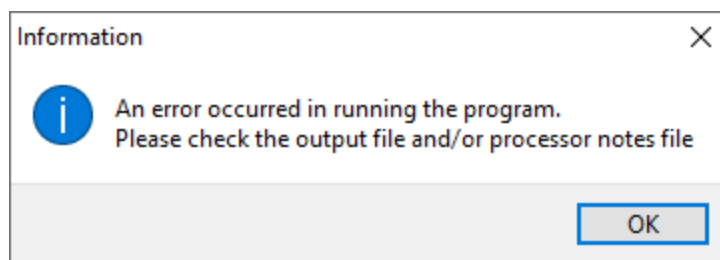 Information
An error occurred in running the program.
Please check the output file and/or processor notes file
OK